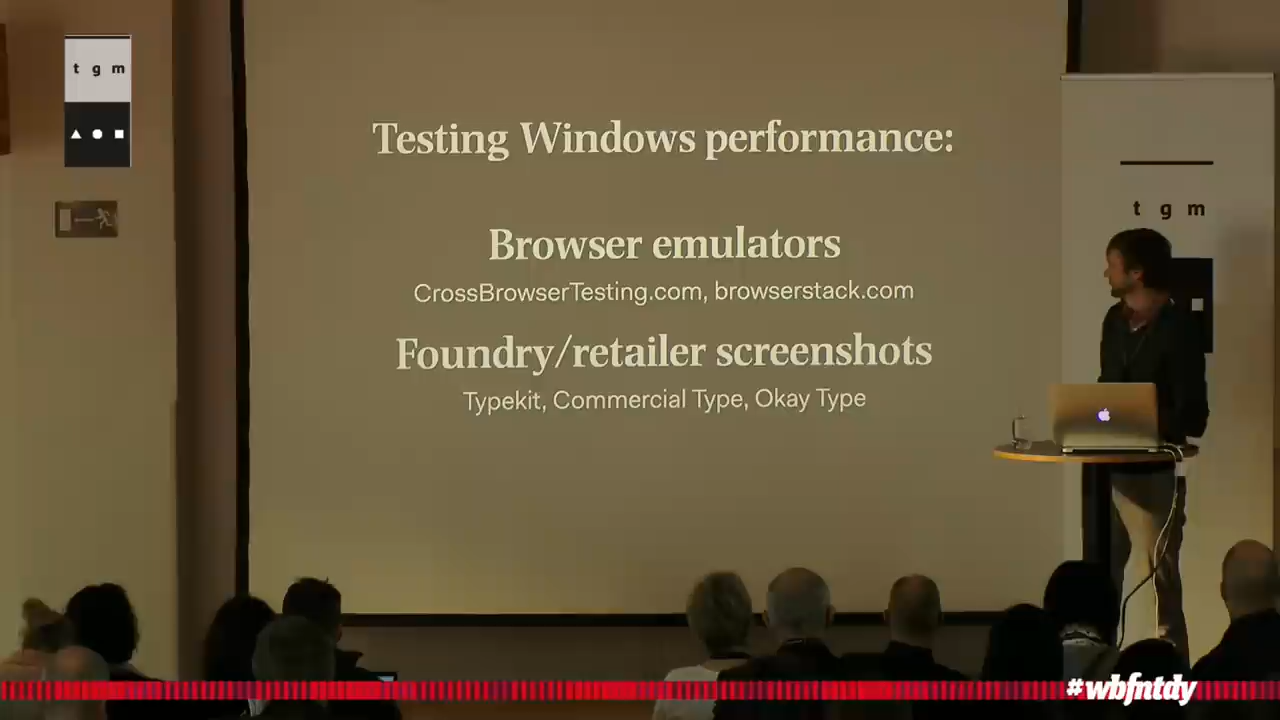 t g m
Testing Windows performance:
Browser emulators
CrossBrowserTesting.com, browserstack.com
Foundry/retailer screenshots
Typekit, Commercial Type, Okay Type
t g m
#wbfntdy